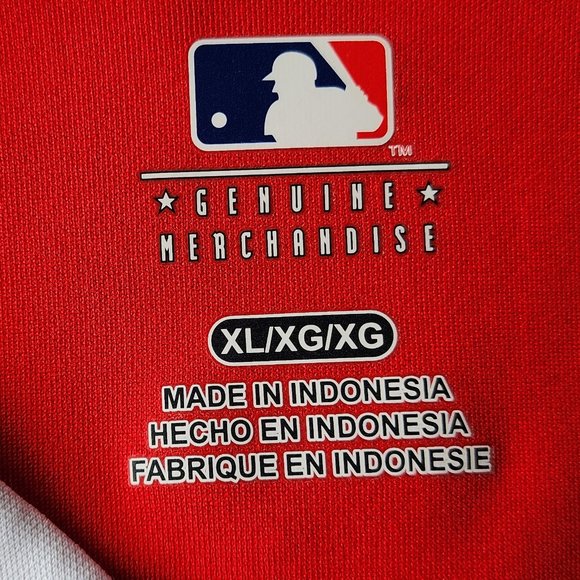 TM
★ GENUINE ★
MERCHANDISE
XL/XG/XG
MADE IN INDONESIA
HECHO EN INDONESIA
FABRIQUE EN INDONESIE